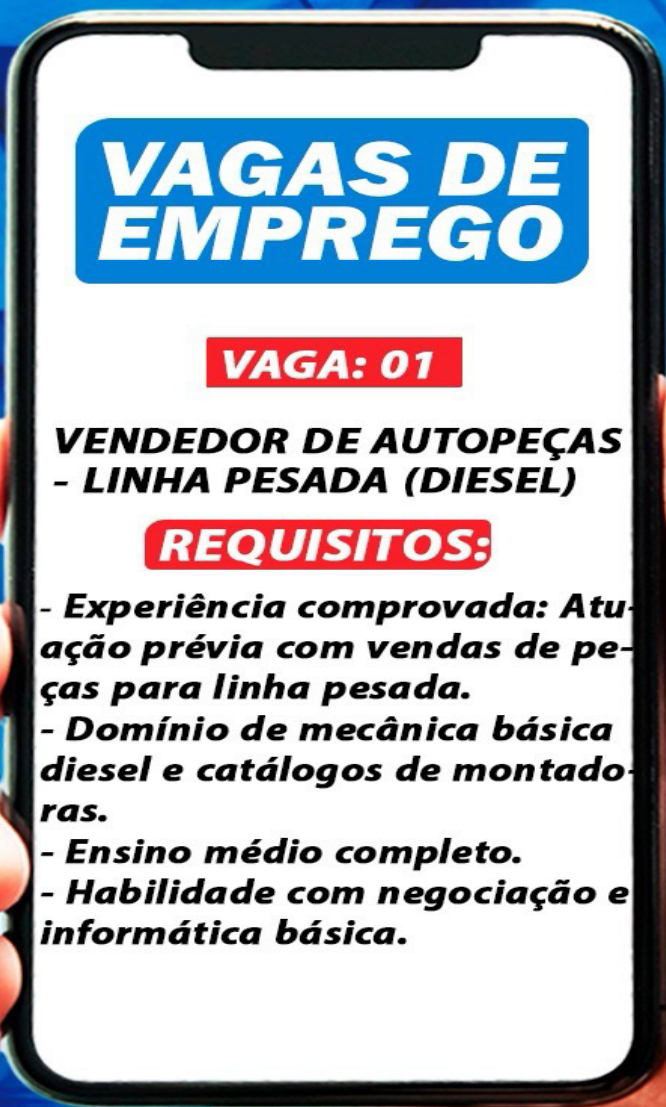 VAGAS DE
EMPREGO
VAGA: 01
VENDEDOR DE AUTOPEÇAS
- LINHA PESADA (DIESEL)
REQUISITOS:
- Experiência comprovada: Atu-
ação prévia com vendas de pe-
ças para linha pesada.
- Domínio de mecânica básica
diesel e catálogos de montado-
ras.
- Ensino médio completo.
- Habilidade com negociação e
informática básica.